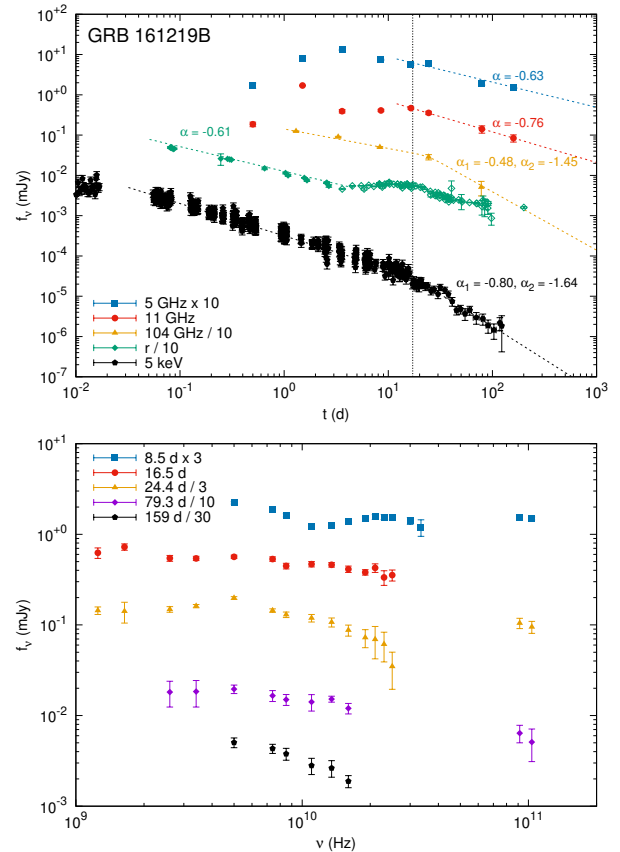 GRB 161219B
10^2
10^1
10^0
10^-1
10^-2
10^-3
10^-4
10^-5
10^-6
10^-7
f_ν (mJy)
α = -0.63
α = -0.76
α = -0.61
α_1 = -0.48, α_2 = -1.45
α_1 = -0.80, α_2 = -1.64
5 GHz x 10
11 GHz
104 GHz / 10
r / 10
5 keV
10^-2 10^-1 10^0 10^1 10^2 10^3
t (d)
10^1
10^0
10^-1
10^-2
10^-3
f_ν (mJy)
8.5 d x 3
16.5 d
24.4 d / 3
79.3 d / 10
159 d / 30
10^9 10^10 10^11
ν (Hz)